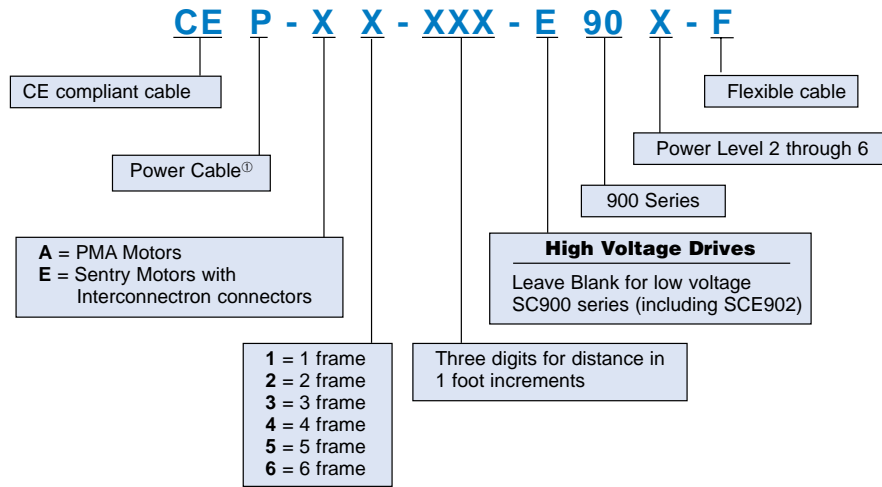 CE P - X X - XXX - E 90 X - F
CE compliant cable
Flexible cable
Power Level 2 through 6
Power Cable①
900 Series
A = PMA Motors
E = Sentry Motors with
Interconnectron connectors
High Voltage Drives
Leave Blank for low voltage
SC900 series (including SCE902)
1 = 1 frame
2 = 2 frame
3 = 3 frame
4 = 4 frame
5 = 5 frame
6 = 6 frame
Three digits for distance in
1 foot increments